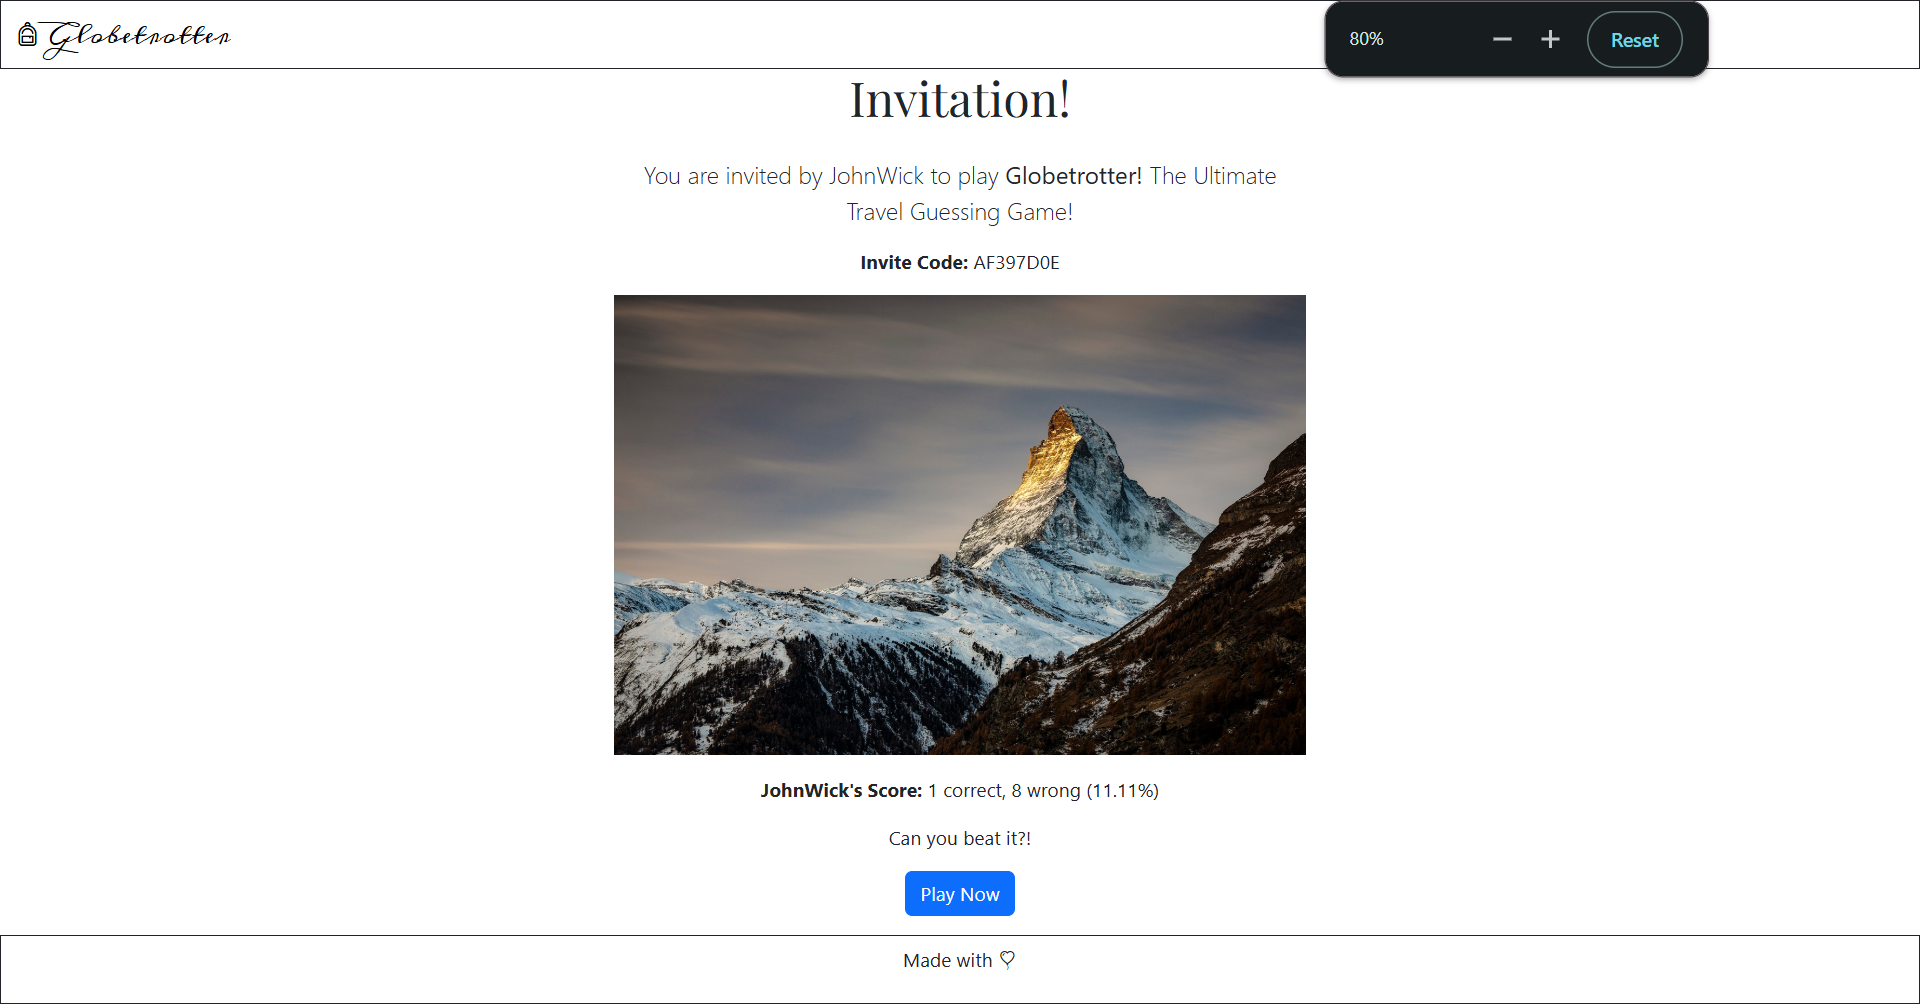 Globetrotter
80%
Reset
Invitation!
You are invited by JohnWick to play Globetrotter! The Ultimate
Travel Guessing Game!
Invite Code: AF397D0E
JohnWick's Score: 1 correct, 8 wrong (11.11%)
Can you beat it?!
Play Now
Made with